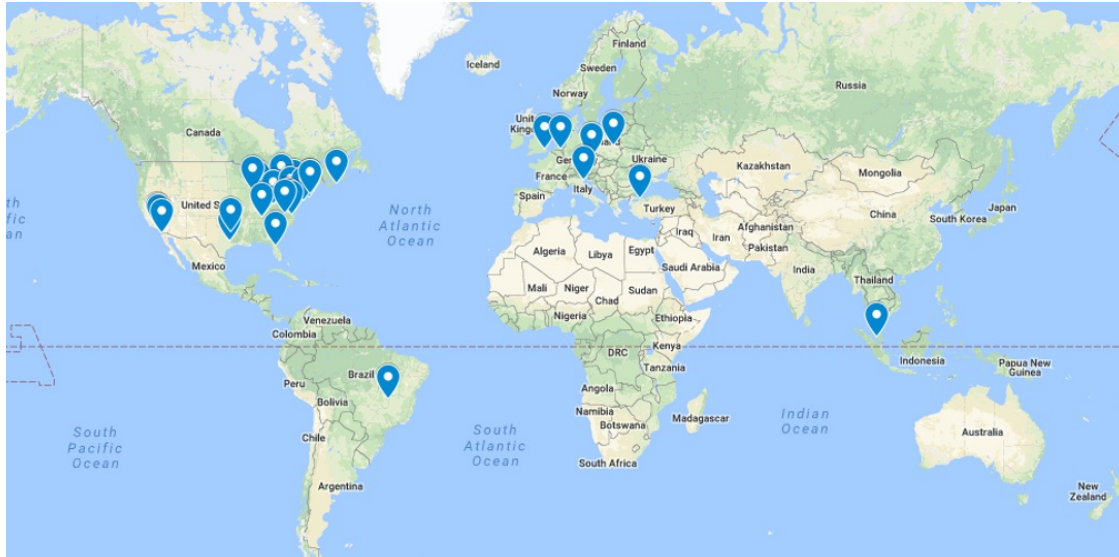 Iceland
Finland
Sweden
Norway
Russia
Canada
Unit
King
Ge
Ukraine
France
Italy
Spain
Turkey
Kazakhstan
Mongolia
United S
North
Atlantic
Ocean
China
South Korea
Japan
Afghanistan
Pakistan
Iraq
Iran
Algeria
Libya
Egypt
Saudi Arabia
India
Mexico
Mali
Niger
Chad
Sudan
Thailand
Nigeria
Ethiopia
Venezuela
Colombia
Kenya
DRC
Tanzania
Indonesia
Papua New
Guinea
Brazil
Peru
Bolivia
Angola
Namibia
Botswana
Madagascar
Indian
Ocean
South
Pacific
Ocean
South
Atlantic
Ocean
Chile
South Africa
Australia
Argentina
New
Zealand